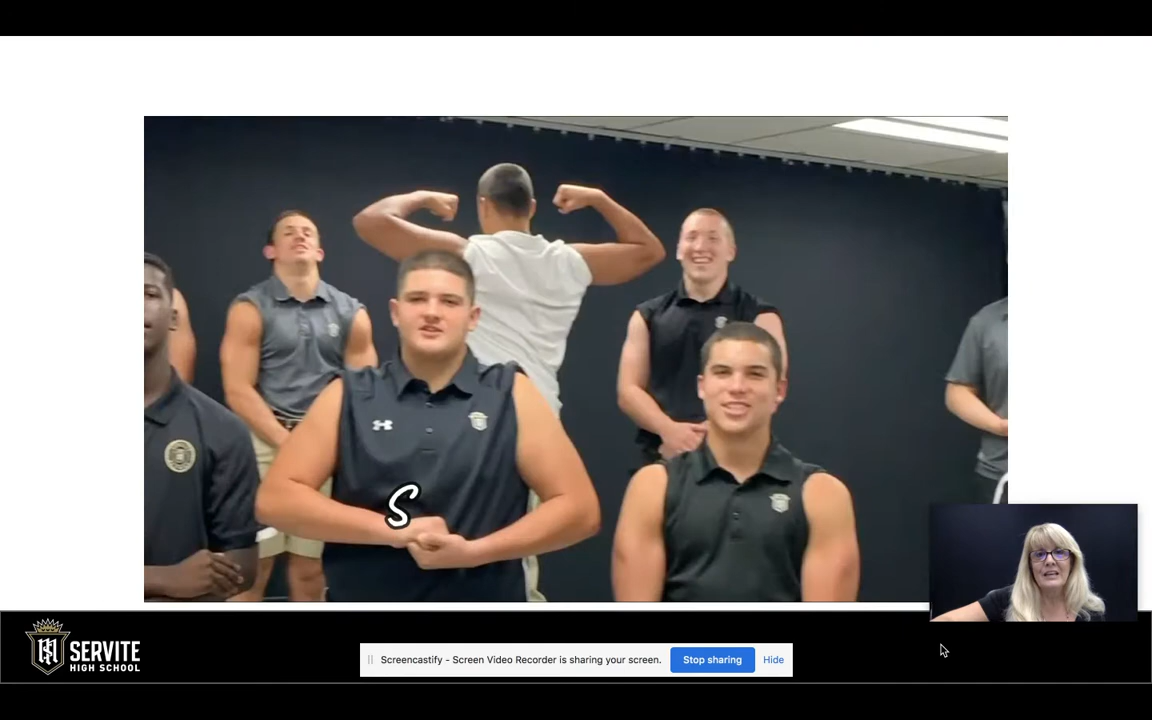 S
SERVITE
HIGH SCHOOL
Screencastify - Screen Video Recorder is sharing your screen.
Stop sharing
Hide